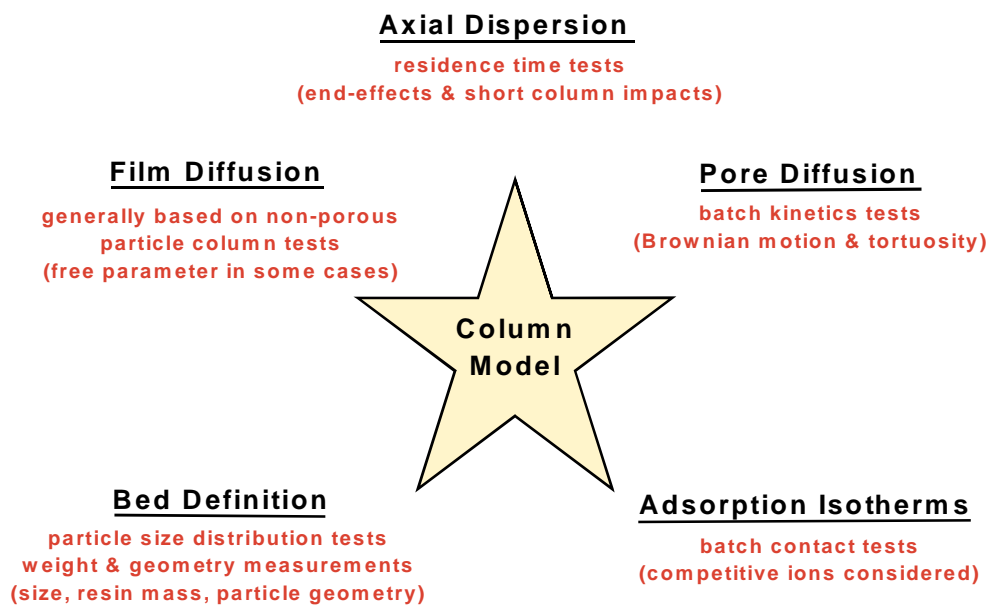 Axial Dispersion
residence time tests
(end-effects & short column impacts)
Film Diffusion
generally based on non-porous
particle column tests
(free parameter in some cases)
Pore Diffusion
batch kinetics tests
(Brownian motion & tortuosity)
Column
Model
Bed Definition
particle size distribution tests
weight & geometry measurements
(size, resin mass, particle geometry)
Adsorption Isotherms
batch contact tests
(competitive ions considered)